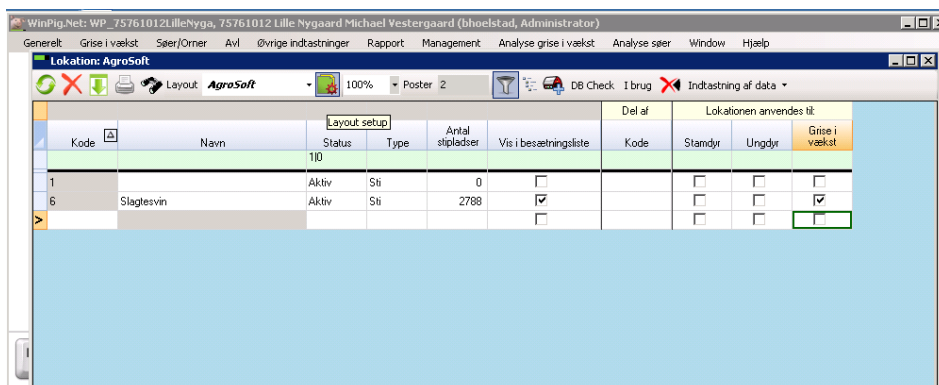 WinPig.Net: WP_75761012LilleNyga, 75761012 Lille Nygaard Michael Vestergaard (bhoelstad, Administrator)
Generelt Grise i vækst Søer/Orner Avl Øvrige indtastninger Rapport Management Analyse grise i vækst Analyse søer Window Hjælp
Lokation: AgroSoft
Layout AgroSoft 100% Poster 2 DB Check I brug Indtastning af data
Layout setup
Del af Lokationen anvendes til:
Kode Navn Status Type Antal stipladser Vis i besætningsliste Kode Stamdyr Ungdyr Grise i vækst
1|0
1 Aktiv Sti 0
6 Slagtesvin Aktiv Sti 2788